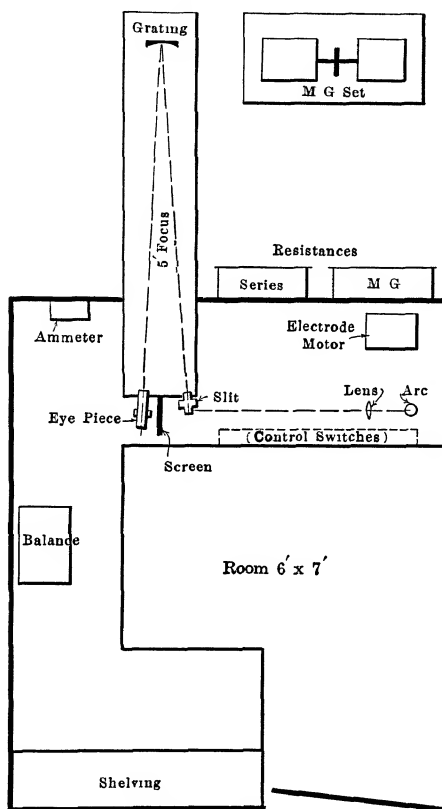 Grating
M G Set
5' Focus
Resistances
Series
M G
Ammeter
Electrode
Motor
Slit
Lens
Arc
Eye Piece
(Control Switches)
Screen
Balance
Room 6' x 7'
Shelving